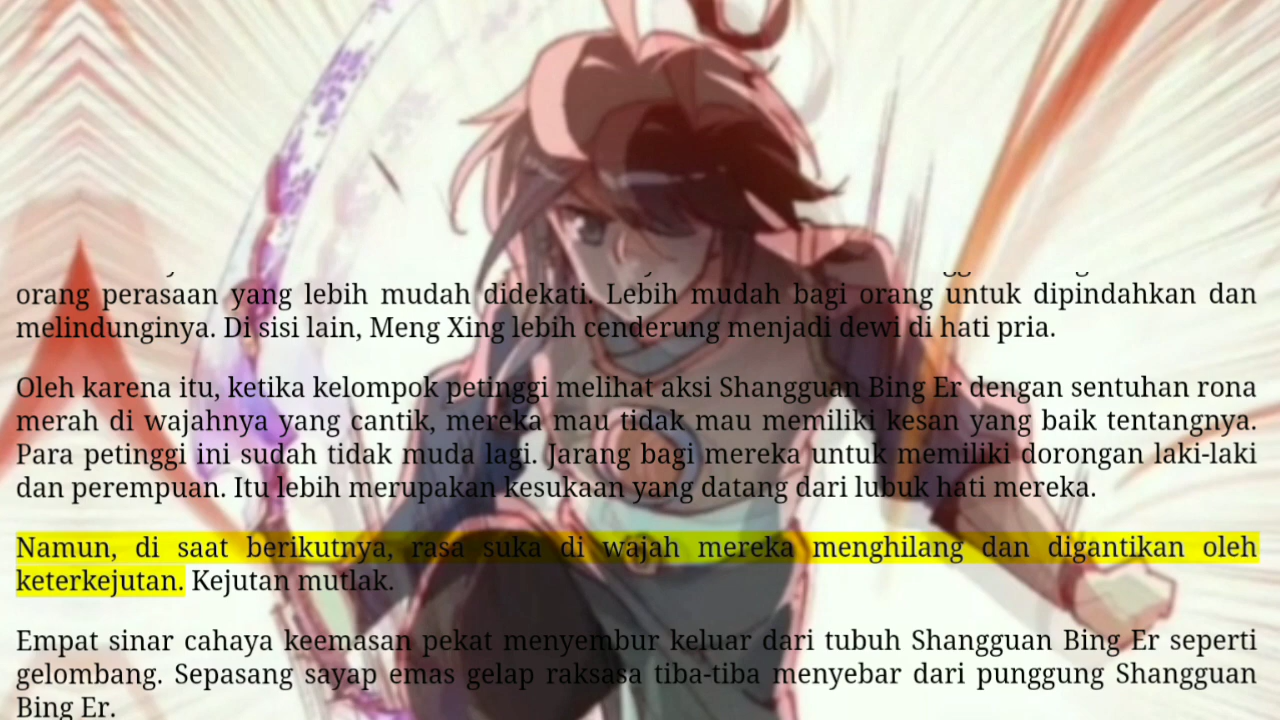 orang perasaan yang lebih mudah didekati. Lebih mudah bagi orang untuk dipindahkan dan
melindunginya. Di sisi lain, Meng Xing lebih cenderung menjadi dewi di hati pria.
Oleh karena itu, ketika kelompok petinggi melihat aksi Shangguan Bing Er dengan sentuhan rona
merah di wajahnya yang cantik, mereka mau tidak mau memiliki kesan yang baik tentangnya.
Para petinggi ini sudah tidak muda lagi. Jarang bagi mereka untuk memiliki dorongan laki-laki
dan perempuan. Itu lebih merupakan kesukaan yang datang dari lubuk hati mereka.
Namun, di saat berikutnya, rasa suka di wajah mereka menghilang dan digantikan oleh
keterkejutan. Kejutan mutlak.
Empat sinar cahaya keemasan pekat menyembur keluar dari tubuh Shangguan Bing Er seperti
gelombang. Sepasang sayap emas gelap raksasa tiba-tiba menyebar dari punggung Shangguan
Bing Er.